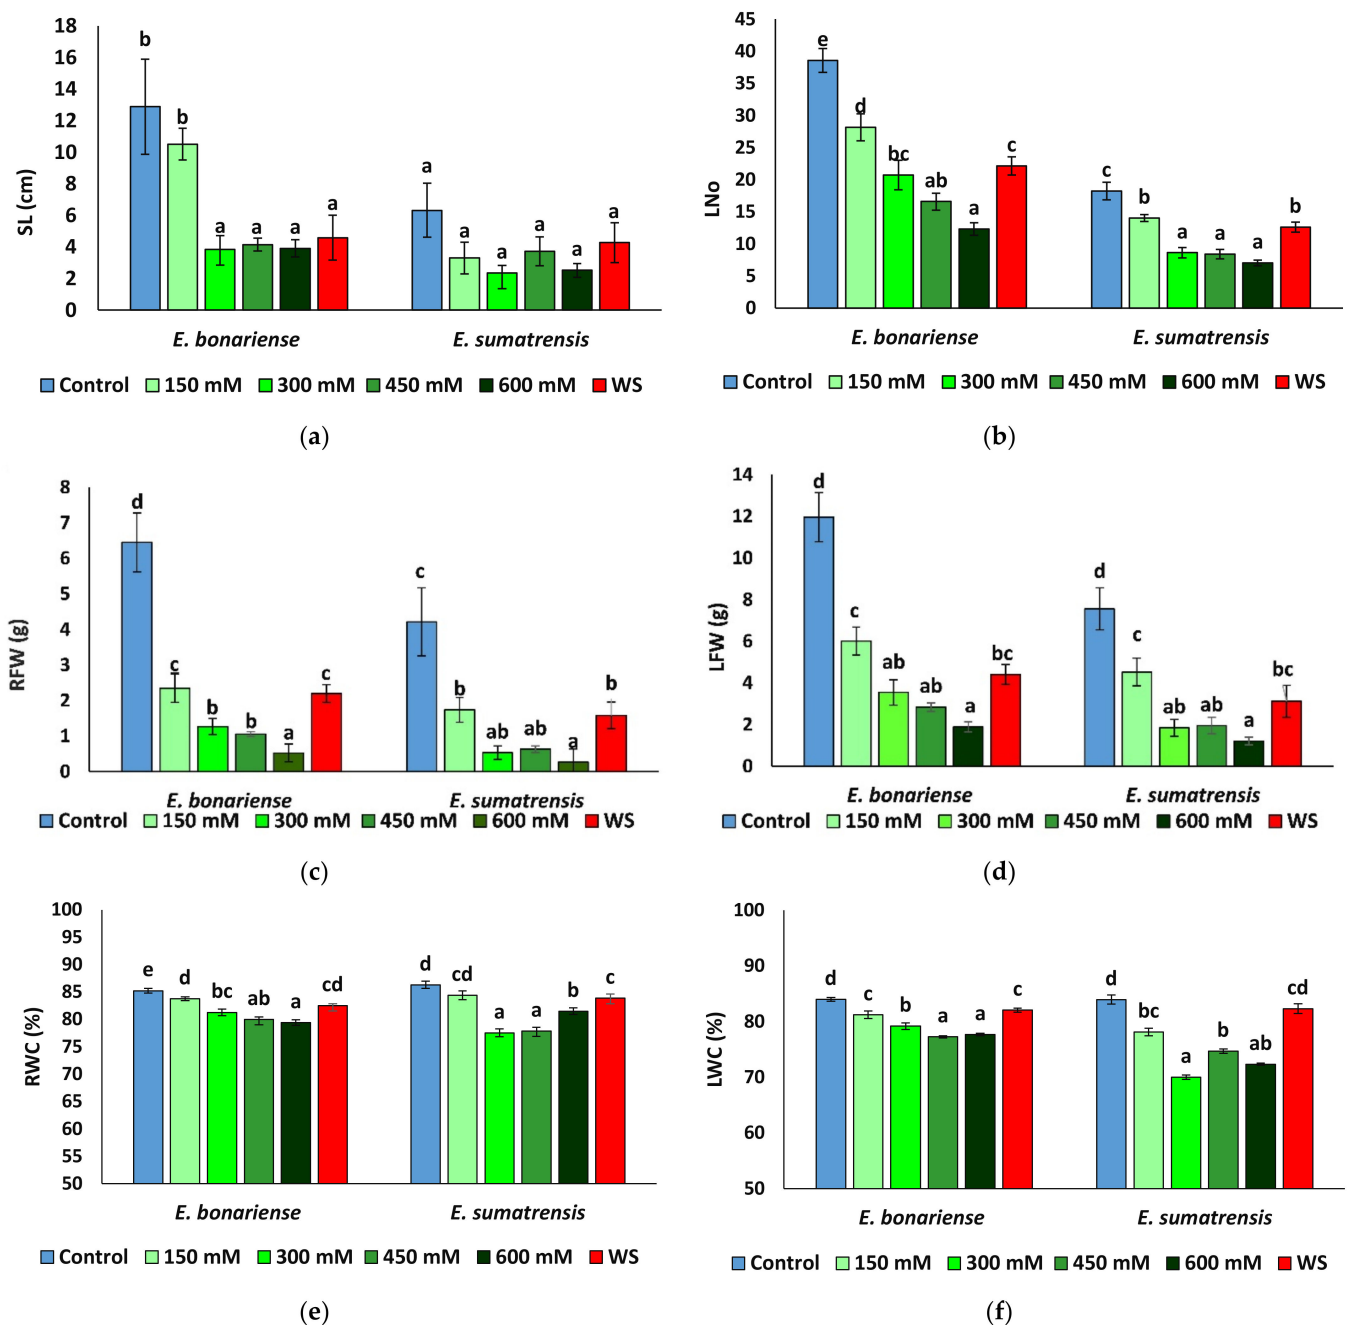 18
16
14
12
10
8
6
4
2
0
SL (cm)
b b a a a a a a a a a a
E. bonariense E. sumatrensis
Control 150 mM 300 mM 450 mM 600 mM WS
(a)
45
40
35
30
25
20
15
10
5
0
LNo
e d bc ab a c c b a a a b
E. bonariense E. sumatrensis
Control 150 mM 300 mM 450 mM 600 mM WS
(b)
8
7
6
5
4
3
2
1
0
RFW (g)
d c b b a c c b ab ab a b
E. bonariense E. sumatrensis
Control 150 mM 300 mM 450 mM 600 mM WS
(c)
14
12
10
8
6
4
2
0
LFW (g)
d c ab ab a bc d c ab ab a bc
E. bonariense E. sumatrensis
Control 150 mM 300 mM 450 mM 600 mM WS
(d)
100
95
90
85
80
75
70
65
60
55
50
RWC (%)
e d bc ab a cd d cd a a b c
E. bonariense E. sumatrensis
Control 150 mM 300 mM 450 mM 600 mM WS
(e)
100
90
80
70
60
50
LWC (%)
d c b a a c d bc a b ab cd
E. bonariense E. sumatrensis
Control 150 mM 300 mM 450 mM 600 mM WS
(f)